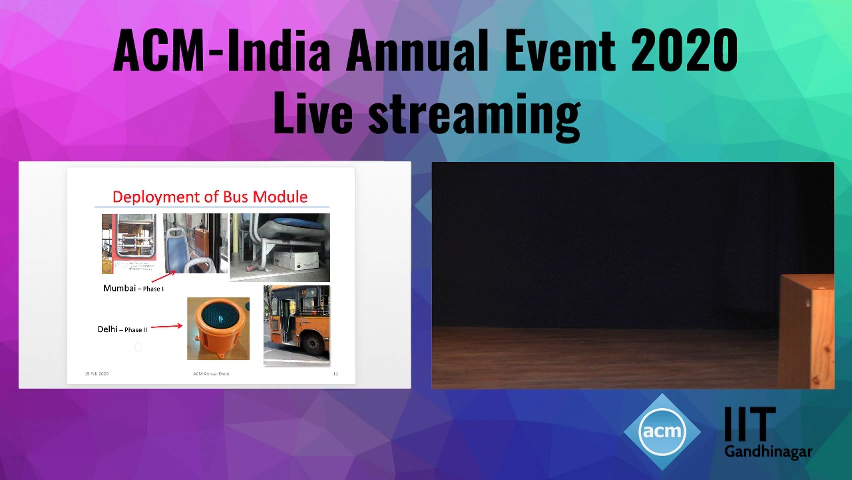 ACM-India Annual Event 2020
Live streaming
Deployment of Bus Module
Mumbai – Phase I
Delhi – Phase II
ACM Annual Event
11
acm
IIT
Gandhinagar